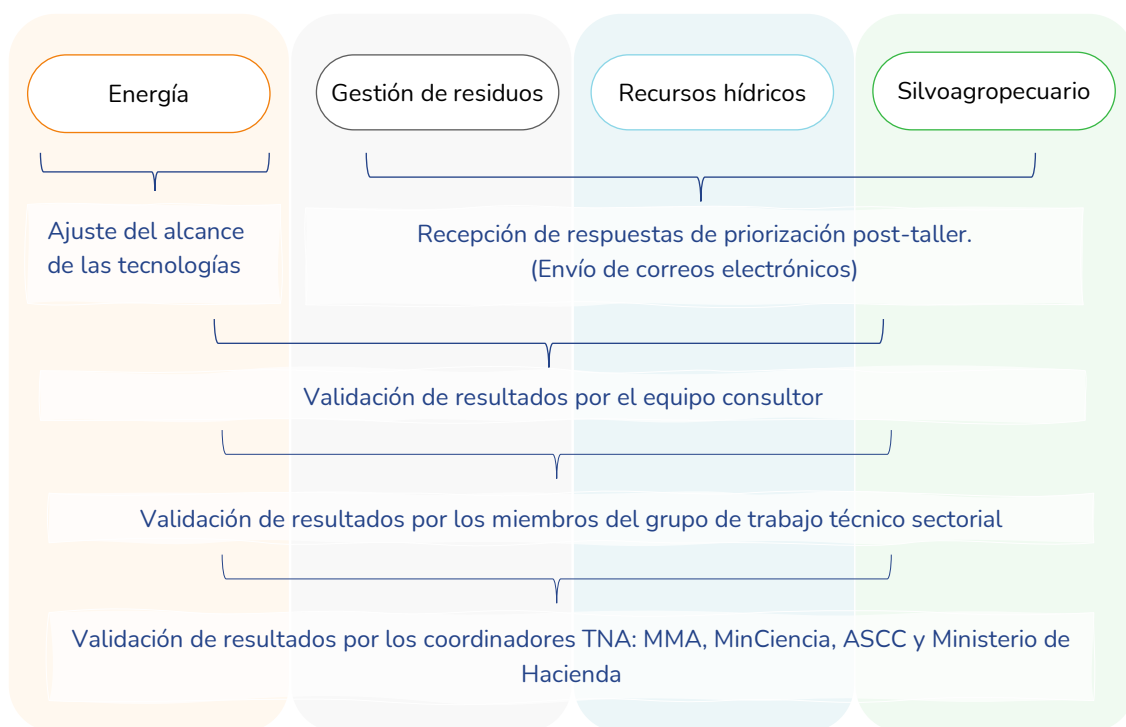 Energía
Gestión de residuos
Recursos hídricos
Silvoagropecuario
Ajuste del alcance
de las tecnologías
Recepción de respuestas de priorización post-taller.
(Envío de correos electrónicos)
Validación de resultados por el equipo consultor
Validación de resultados por los miembros del grupo de trabajo técnico sectorial
Validación de resultados por los coordinadores TNA: MMA, MinCiencia, ASCC y Ministerio de
Hacienda